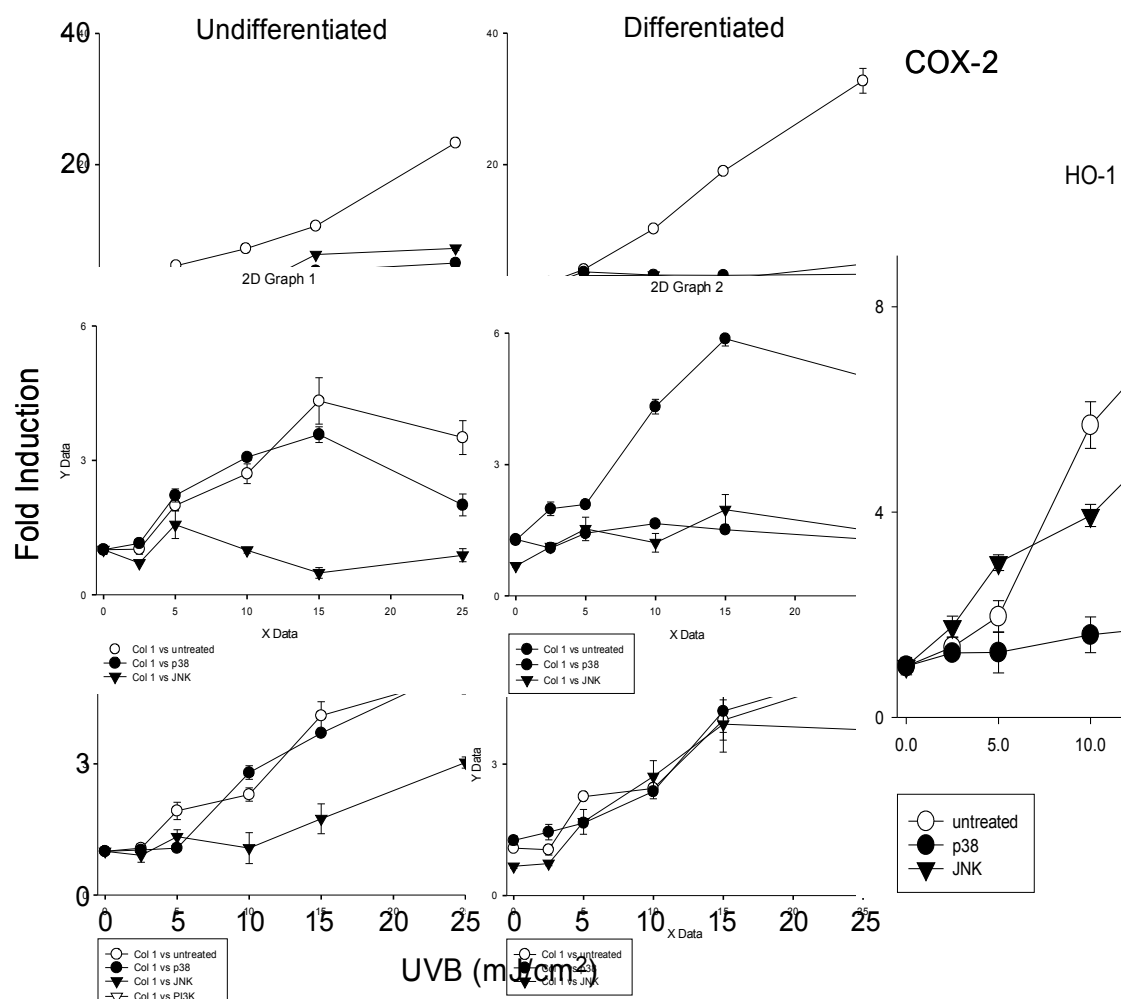 Undifferentiated
Differentiated
COX-2
HO-1
40
20
40
20
2D Graph 1
2D Graph 2
Fold Induction
6
3
0
Y Data
0 5 10 15 20 25
X Data
Col 1 vs untreated
Col 1 vs p38
Col 1 vs JNK
6
3
0
0 5 10 15 20
X Data
Col 1 vs untreated
Col 1 vs p38
Col 1 vs JNK
8
4
0
0.0 5.0 10.0
untreated
p38
JNK
3
0
0 5 10 15 20 25
Col 1 vs untreated
Col 1 vs p38
Col 1 vs JNK
Col 1 vs PI3K
Y Data
3
0
0 5 10 15 20 25
X Data
Col 1 vs untreated
Col 1 vs p38
Col 1 vs JNK
UVB (mJ/cm²)